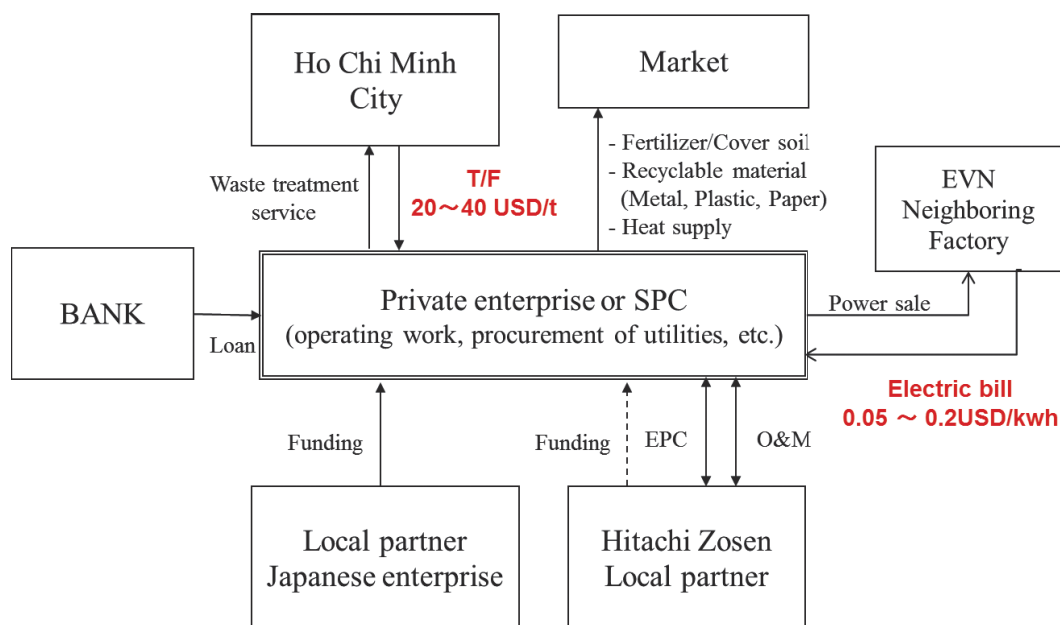 Ho Chi Minh
City
Market
Waste treatment
service
T/F
20～40 USD/t
- Fertilizer/Cover soil
- Recyclable material
(Metal, Plastic, Paper)
- Heat supply
EVN
Neighboring
Factory
BANK
Loan
Private enterprise or SPC
(operating work, procurement of utilities, etc.)
Power sale
Electric bill
0.05 ～ 0.2USD/kwh
Funding
Funding
EPC
O&M
Local partner
Japanese enterprise
Hitachi Zosen
Local partner